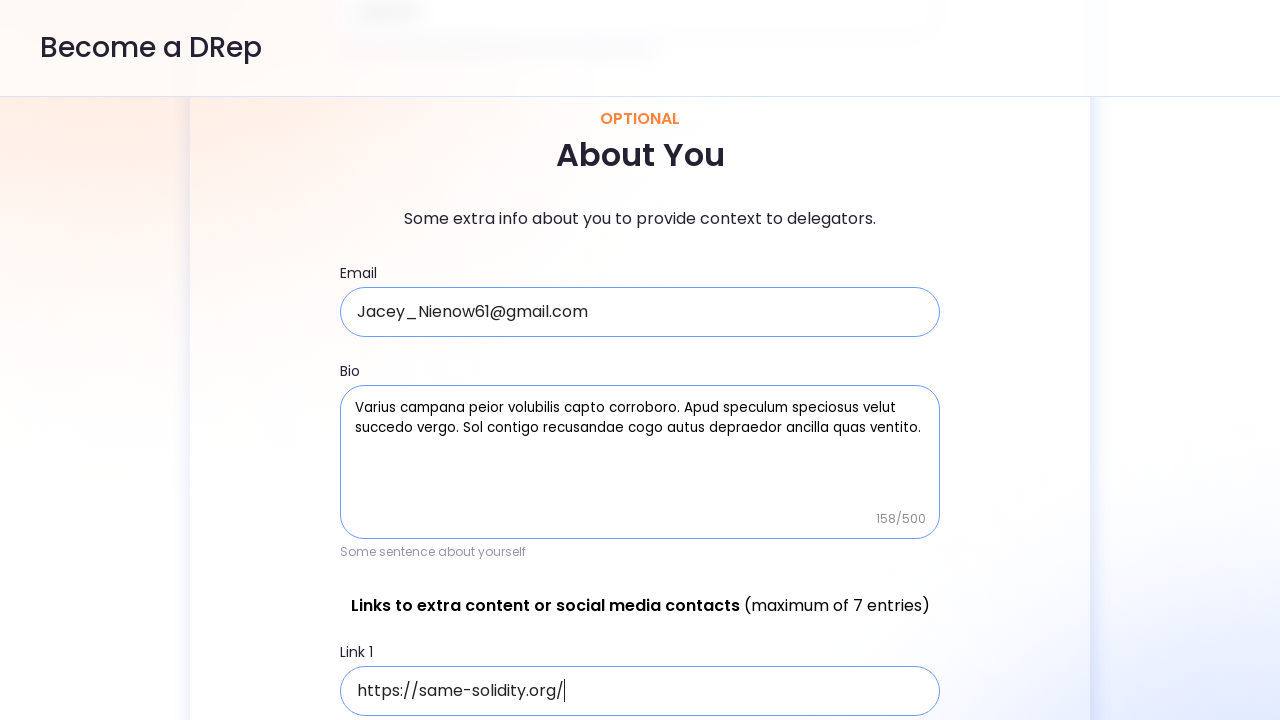 Become a DRep
OPTIONAL
About You
Some extra info about you to provide context to delegators.
Email
Jacey_Nienow61@gmail.com
Bio
Varius campana peior volubilis capto corroboro. Apud speculum speciosus velut
succedo vergo. Sol contigo recusandae cogo autus depraedor ancilla quas ventito.
158/500
Some sentence about yourself
Links to extra content or social media contacts (maximum of 7 entries)
Link 1
https://same-solidity.org/